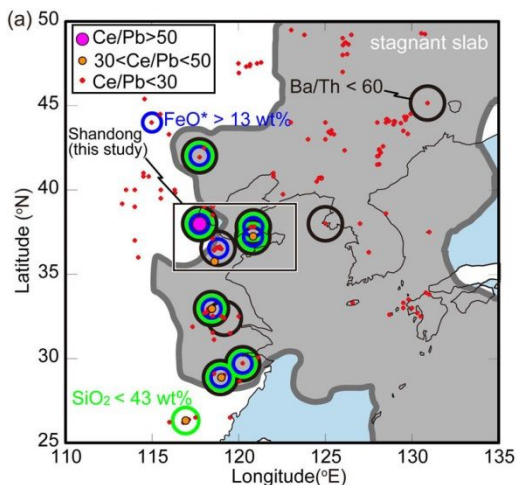 (a)
Ce/Pb>50
30<Ce/Pb<50
Ce/Pb<30
stagnant slab
Ba/Th < 60
FeO* > 13 wt%
Shandong
(this study)
SiO₂ < 43 wt%
50
45
40
35
30
25
Latitude (°N)
110
115
120
125
130
135
Longitude(°E)